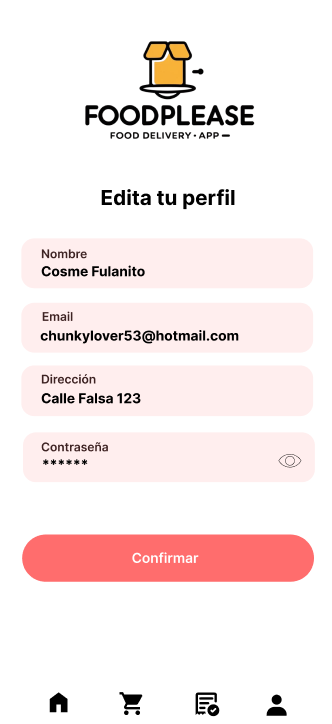 FOODPLEASE
FOOD DELIVERY · APP
Edita tu perfil
Nombre
Cosme Fulanito
Email
chunkylover53@hotmail.com
Dirección
Calle Falsa 123
Contraseña
******
Confirmar